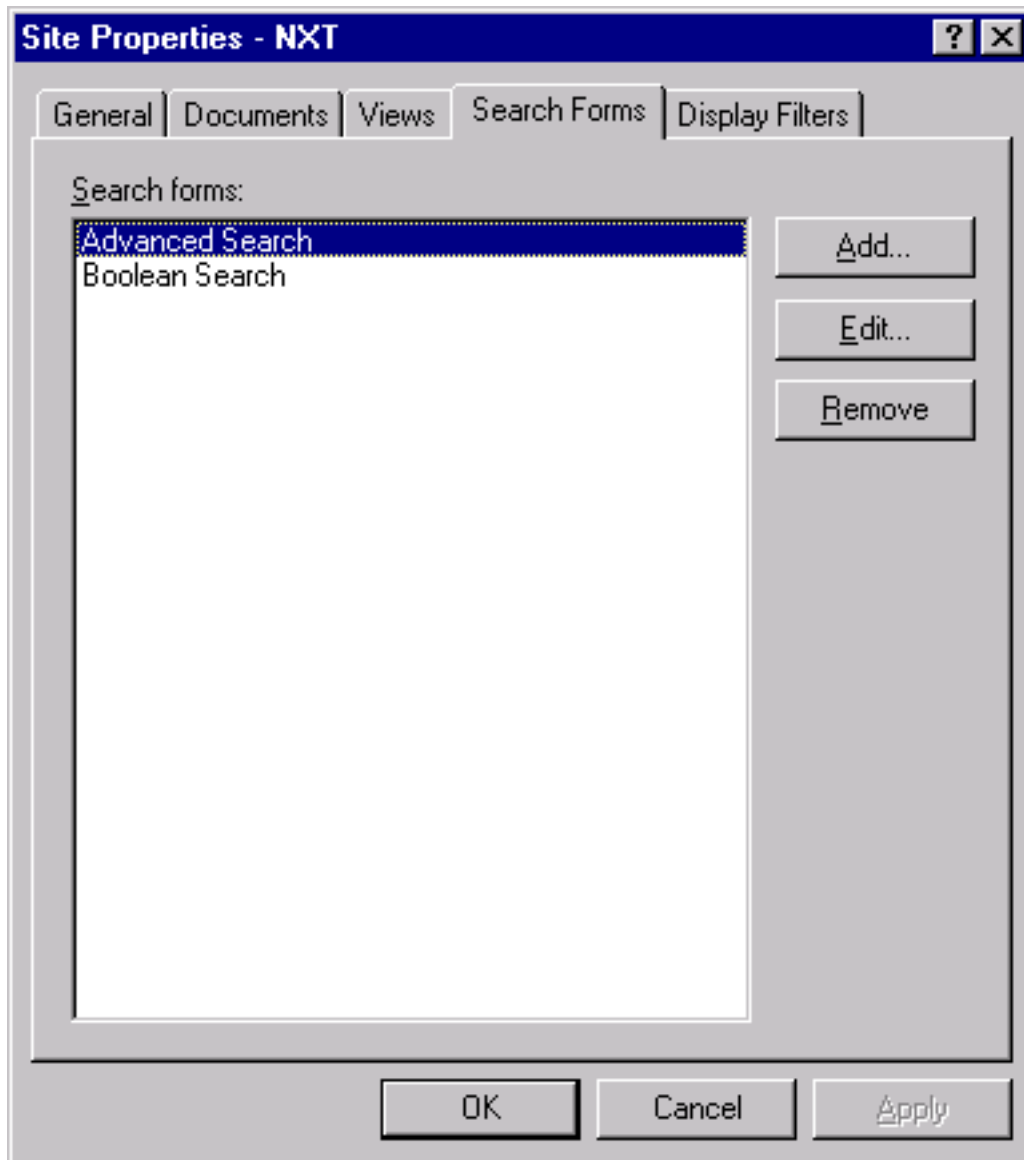 Site Properties - NXT
?
General Documents Views Search Forms Display Filters
Search forms:
Advanced Search
Boolean Search
Add...
Edit...
Remove
OK Cancel Apply